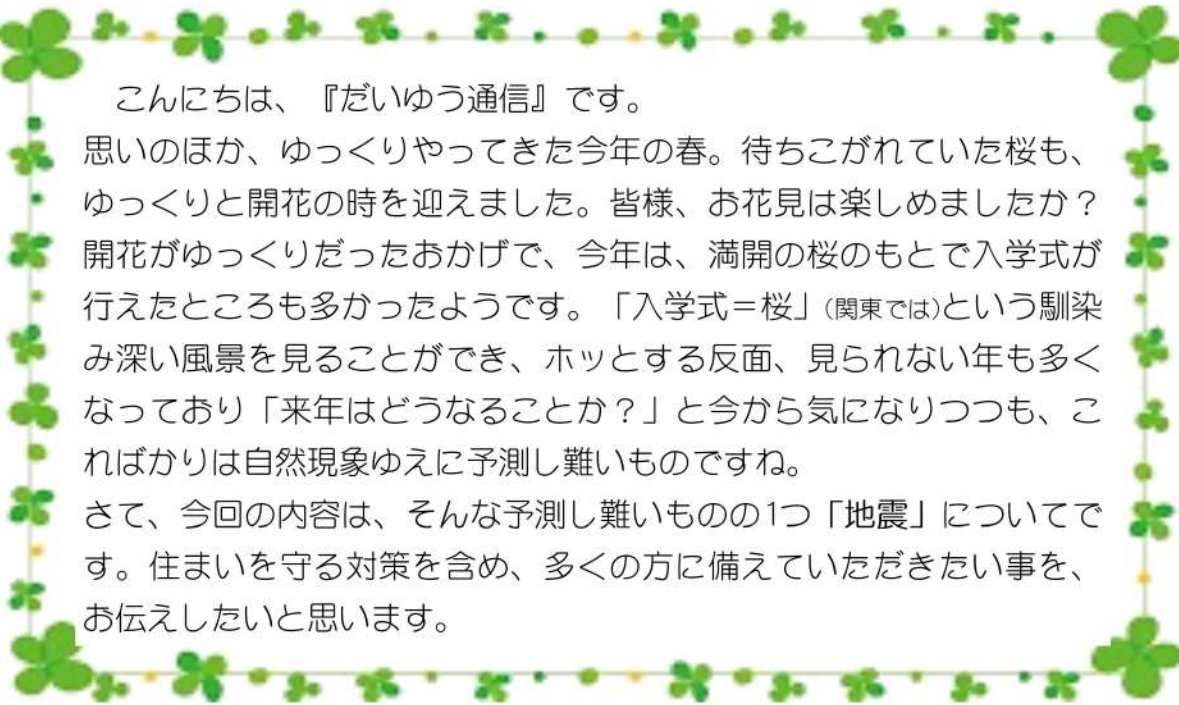 こんにちは、『だいゆう通信』です。
思いのほか、ゆっくりやってきた今年の春。待ちこがれていた桜も、
ゆっくりと開花の時を迎えました。皆様、お花見は楽しめましたか？
開花がゆっくりだったおかげで、今年は、満開の桜のもとで入学式が
行えたところも多かったようです。「入学式＝桜」(関東では)という馴染
み深い風景を見ることができ、ホッとする反面、見られない年も多く
なっており「来年はどうなることか？」と今から気になりつつも、こ
ればかりは自然現象ゆえに予測し難いものですね。
さて、今回の内容は、そんな予測し難いものの1つ「地震」についてで
す。住まいを守る対策を含め、多くの方に備えていただきたい事を、
お伝えしたいと思います。